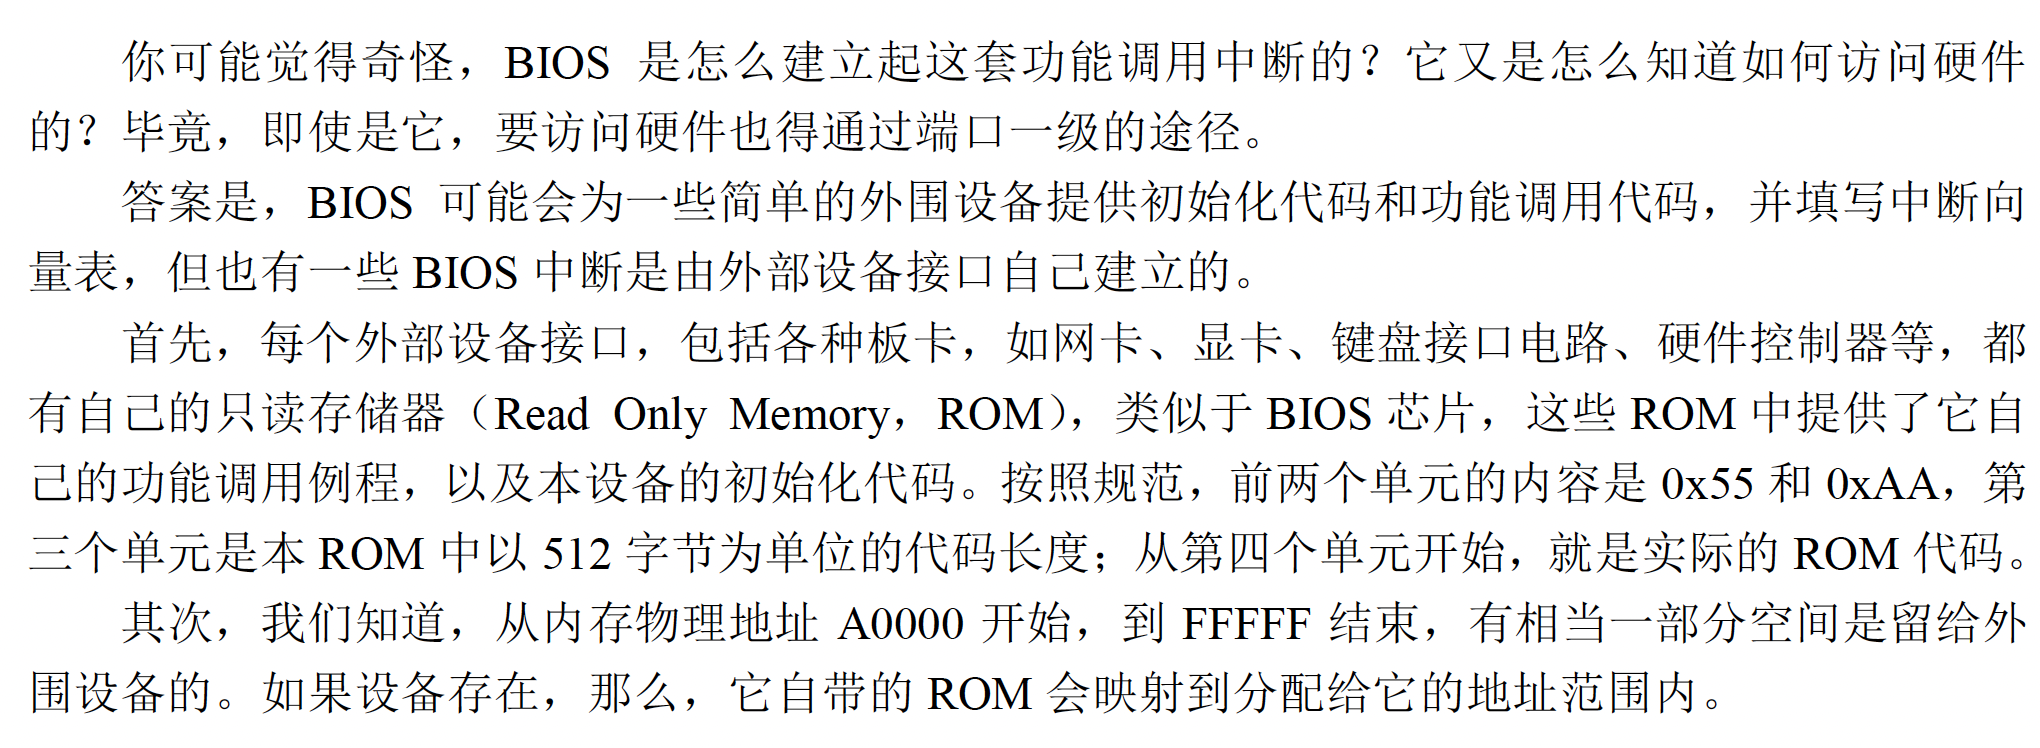 你可能觉得奇怪，BIOS 是怎么建立起这套功能调用中断的？它又是怎么知道如何访问硬件
的？毕竟，即使是它，要访问硬件也得通过端口一级的途径。
答案是，BIOS 可能会为一些简单的外围设备提供初始化代码和功能调用代码，并填写中断向
量表，但也有一些 BIOS 中断是由外部设备接口自己建立的。
首先，每个外部设备接口，包括各种板卡，如网卡、显卡、键盘接口电路、硬件控制器等，都
有自己的只读存储器（Read Only Memory，ROM），类似于 BIOS 芯片，这些 ROM 中提供了它自
己的功能调用例程，以及本设备的初始化代码。按照规范，前两个单元的内容是 0x55 和 0xAA，第
三个单元是本 ROM 中以 512 字节为单位的代码长度；从第四个单元开始，就是实际的 ROM 代码。
其次，我们知道，从内存物理地址 A0000 开始，到 FFFFF 结束，有相当一部分空间是留给外
围设备的。如果设备存在，那么，它自带的 ROM 会映射到分配给它的地址范围内。